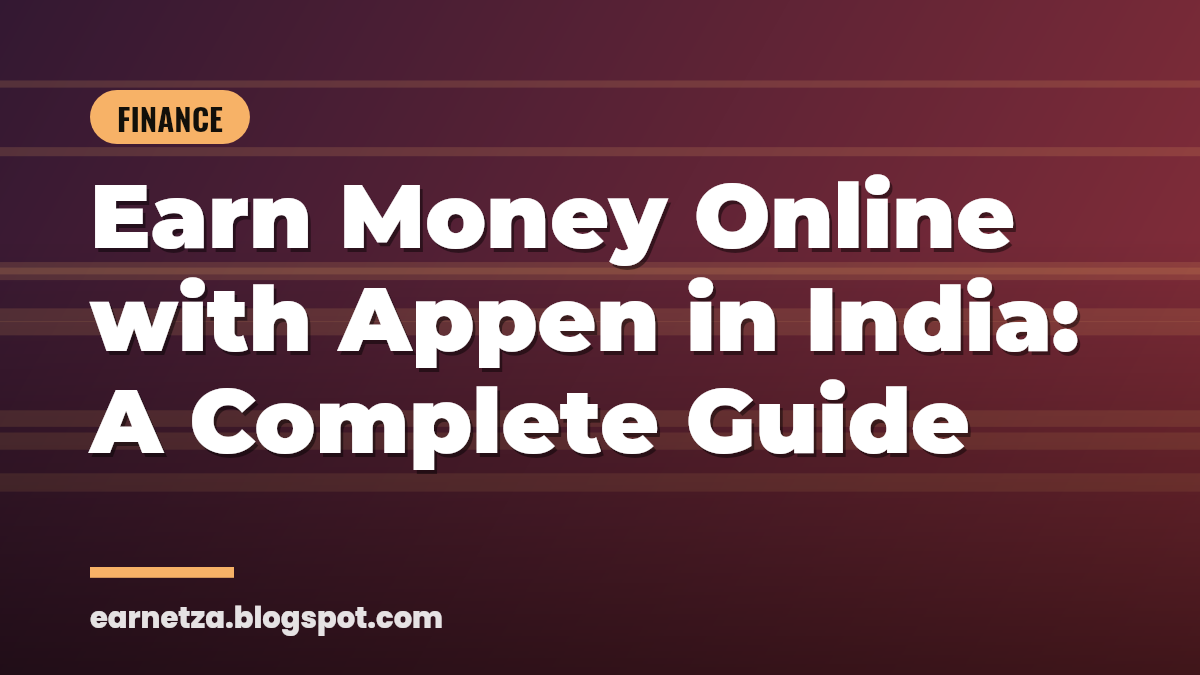 FINANCE
Earn Money Online
with Appen in India:
A Complete Guide
earnetza.blogspot.com